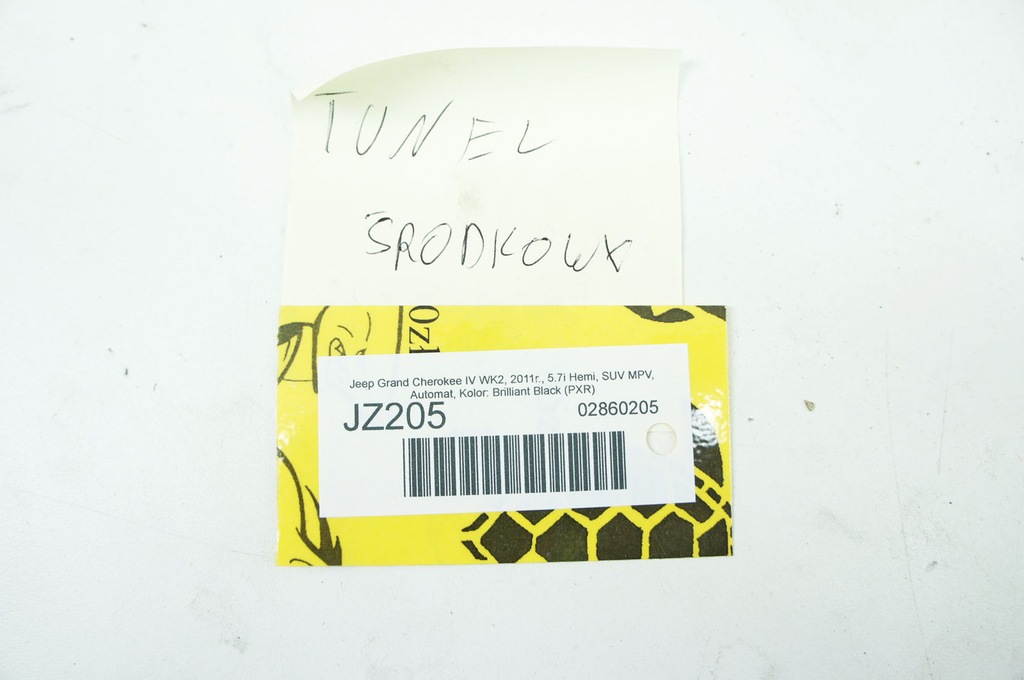 TUNEL
ŚRODKOWY
Jeep Grand Cherokee IV WK2, 2011r., 5.7i Hemi, SUV MPV,
Automat, Kolor: Brilliant Black (PXR)
JZ205
02860205